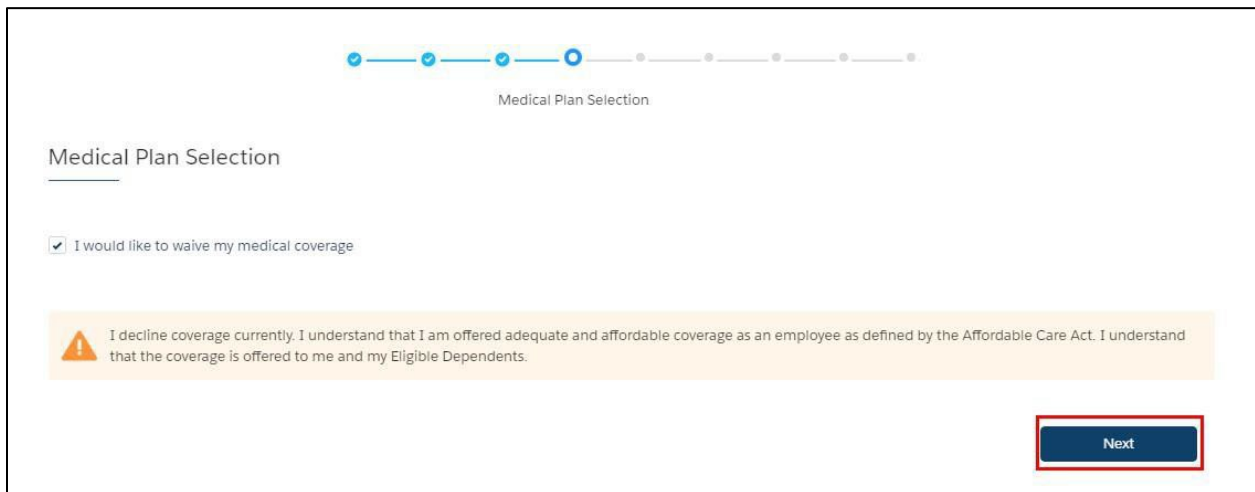 Medical Plan Selection
Medical Plan Selection
I would like to waive my medical coverage
I decline coverage currently. I understand that I am offered adequate and affordable coverage as an employee as defined by the Affordable Care Act. I understand
that the coverage is offered to me and my Eligible Dependents.
Next